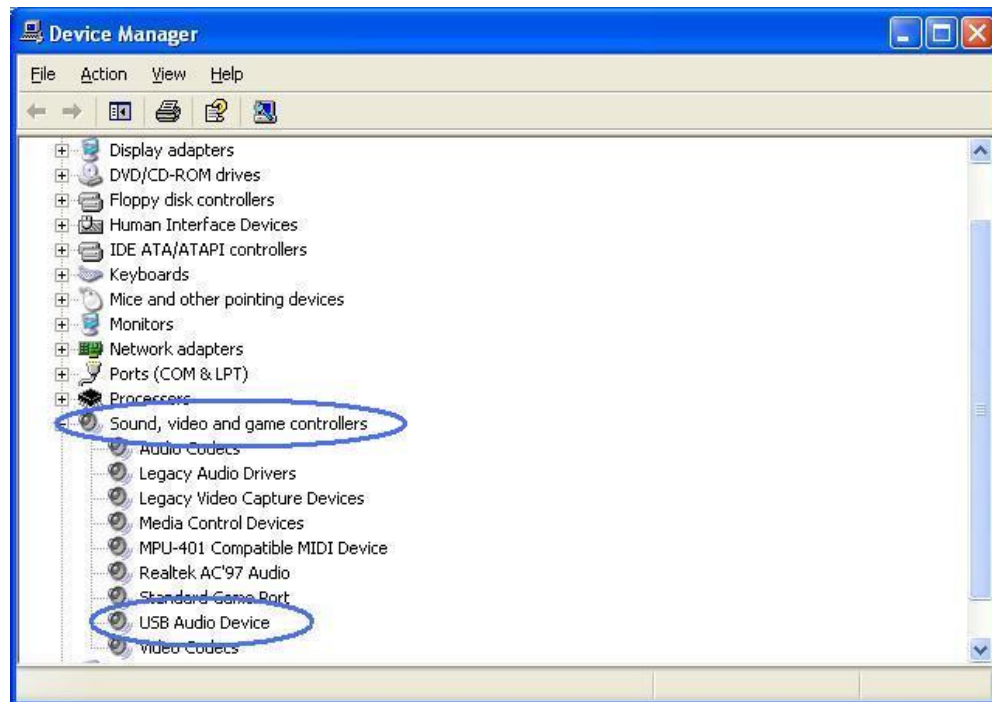 Device Manager
File Action View Help
Display adapters
DVD/CD-ROM drives
Floppy disk controllers
Human Interface Devices
IDE ATA/ATAPI controllers
Keyboards
Mice and other pointing devices
Monitors
Network adapters
Ports (COM & LPT)
Processors
Sound, video and game controllers
Audio Codecs
Legacy Audio Drivers
Legacy Video Capture Devices
Media Control Devices
MPU-401 Compatible MIDI Device
Realtek AC'97 Audio
Standard Game Port
USB Audio Device
Video Codecs